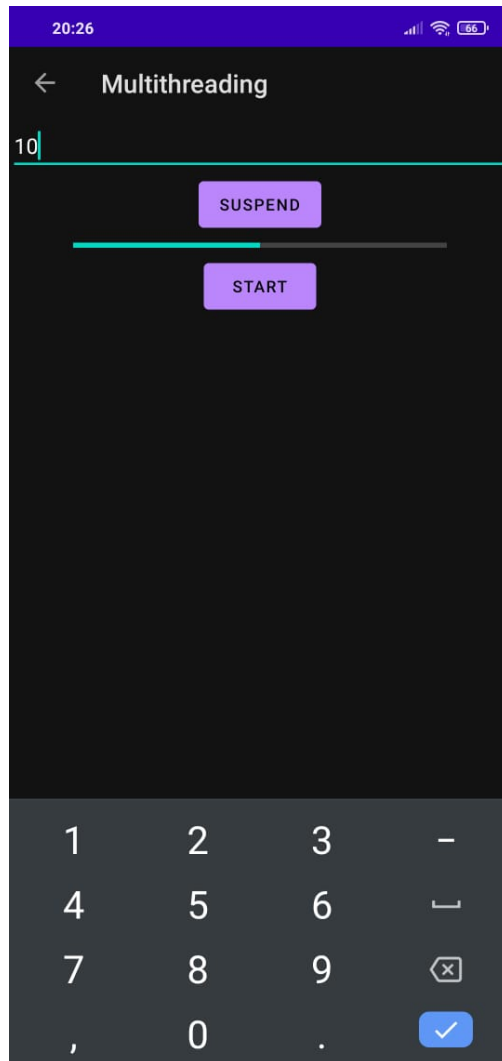 20:26 66
Multithreading
10
SUSPEND
START
1 2 3 -
4 5 6
7 8 9
, 0 .